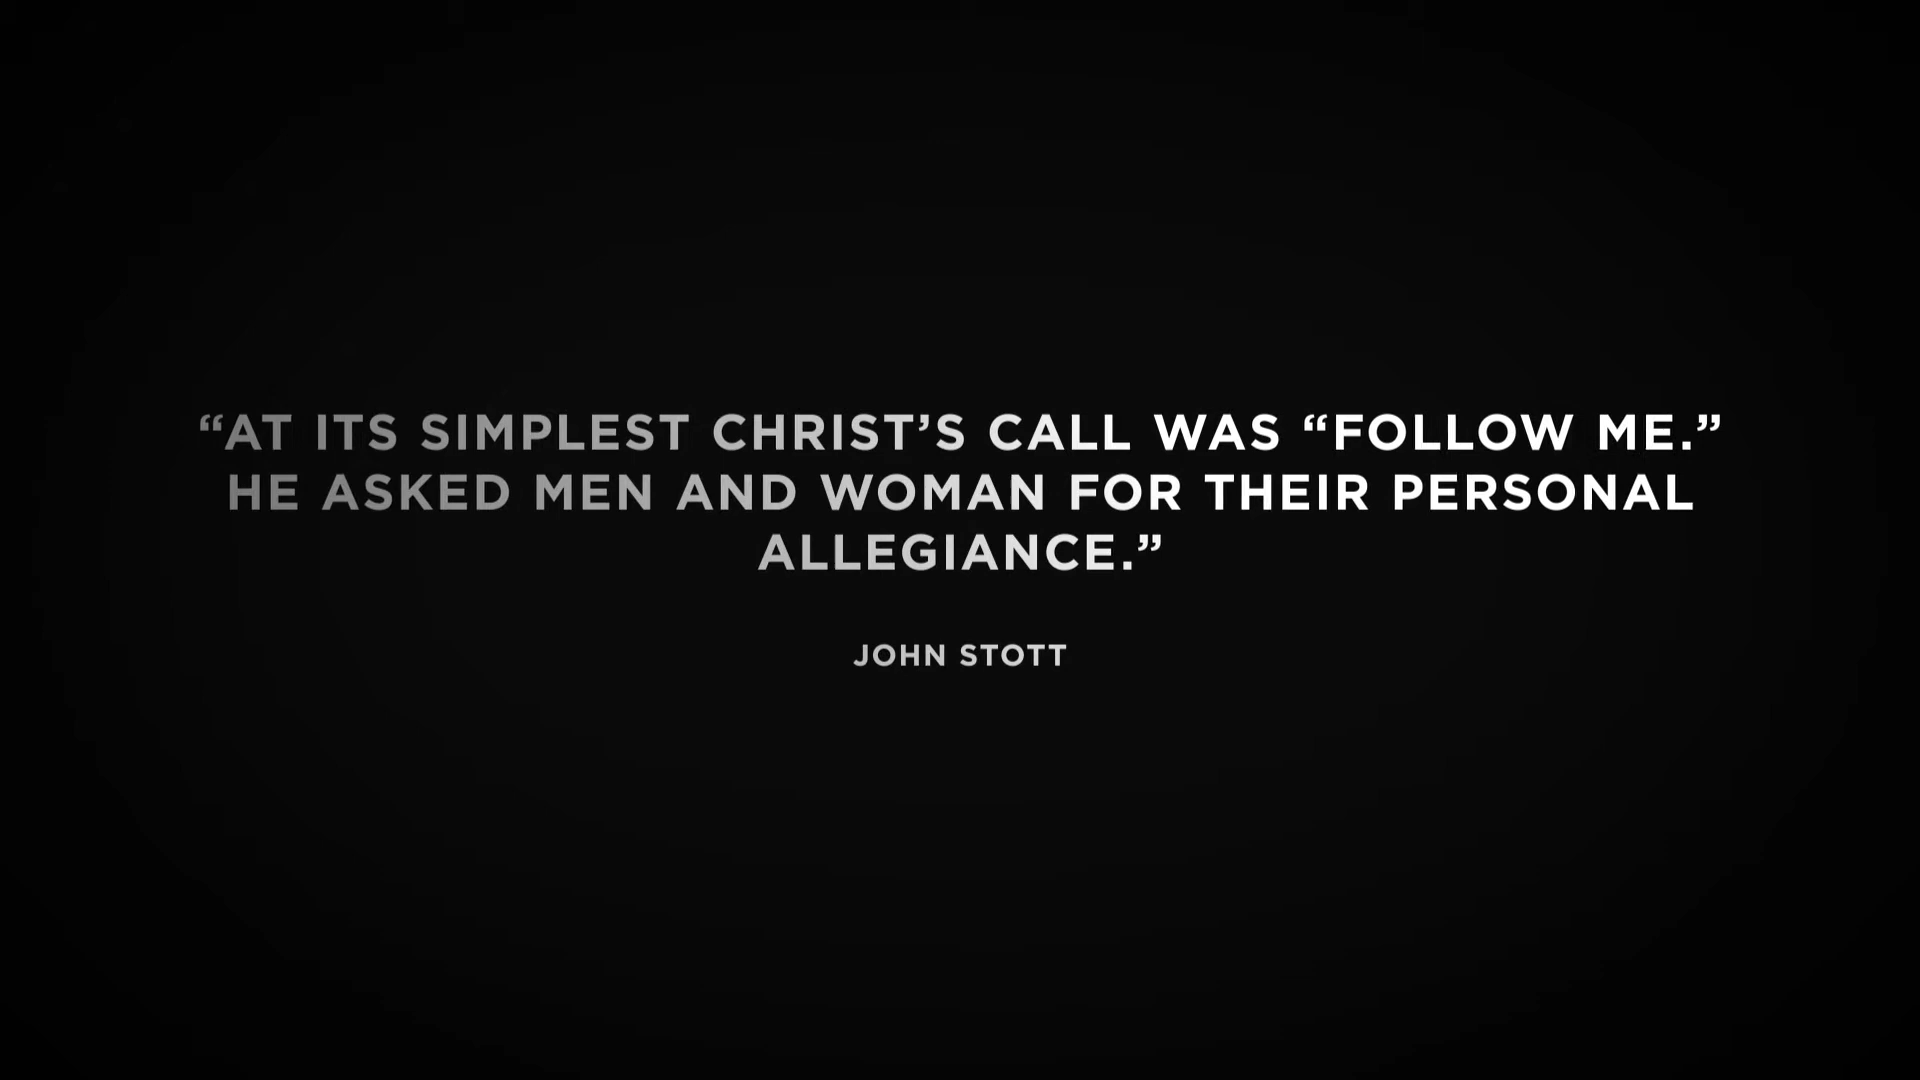 “AT ITS SIMPLEST CHRIST’S CALL WAS “FOLLOW ME.”
HE ASKED MEN AND WOMAN FOR THEIR PERSONAL
ALLEGIANCE.”
JOHN STOTT